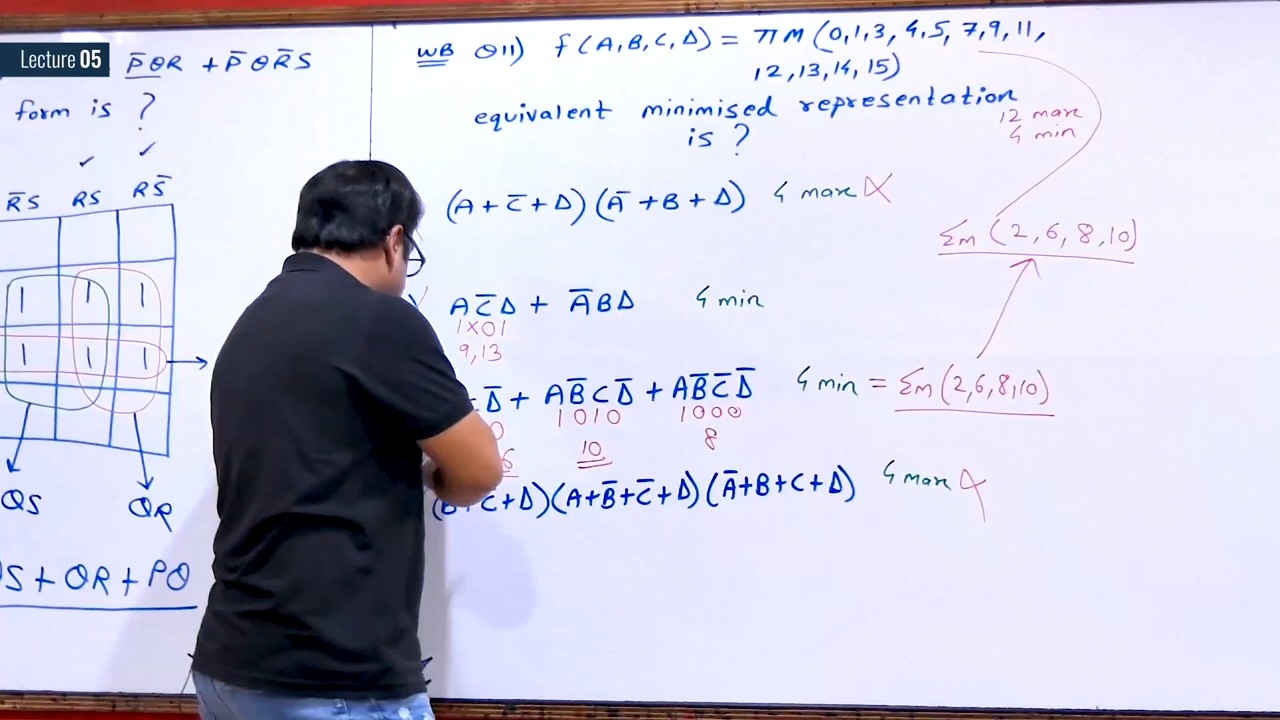 Lecture 05
P̅QR + P̅QR̅S
form is ?
✓ ✓
R̅S RS RS̅
1 1 1
1 1 1
QS QR
S + QR + PQ
WB Q11) f(A,B,C,D) = πM (0,1,3,4,5,7,9,11,
12,13,14,15)
equivalent minimised representation
is ?
12 max
4 min
(A + C̅ + D)(A̅ + B + D) 4 max
Σm (2,6,8,10)
AC̅D + A̅BD 4 min
1X01
9,13
D̅ + AB̅CD̅ + AB̅C̅D̅ 4 min = Σm(2,6,8,10)
0 1010 1000
6 10 8
+D)(A+B̅+C̅+D)(A̅+B+C+D) 4 max